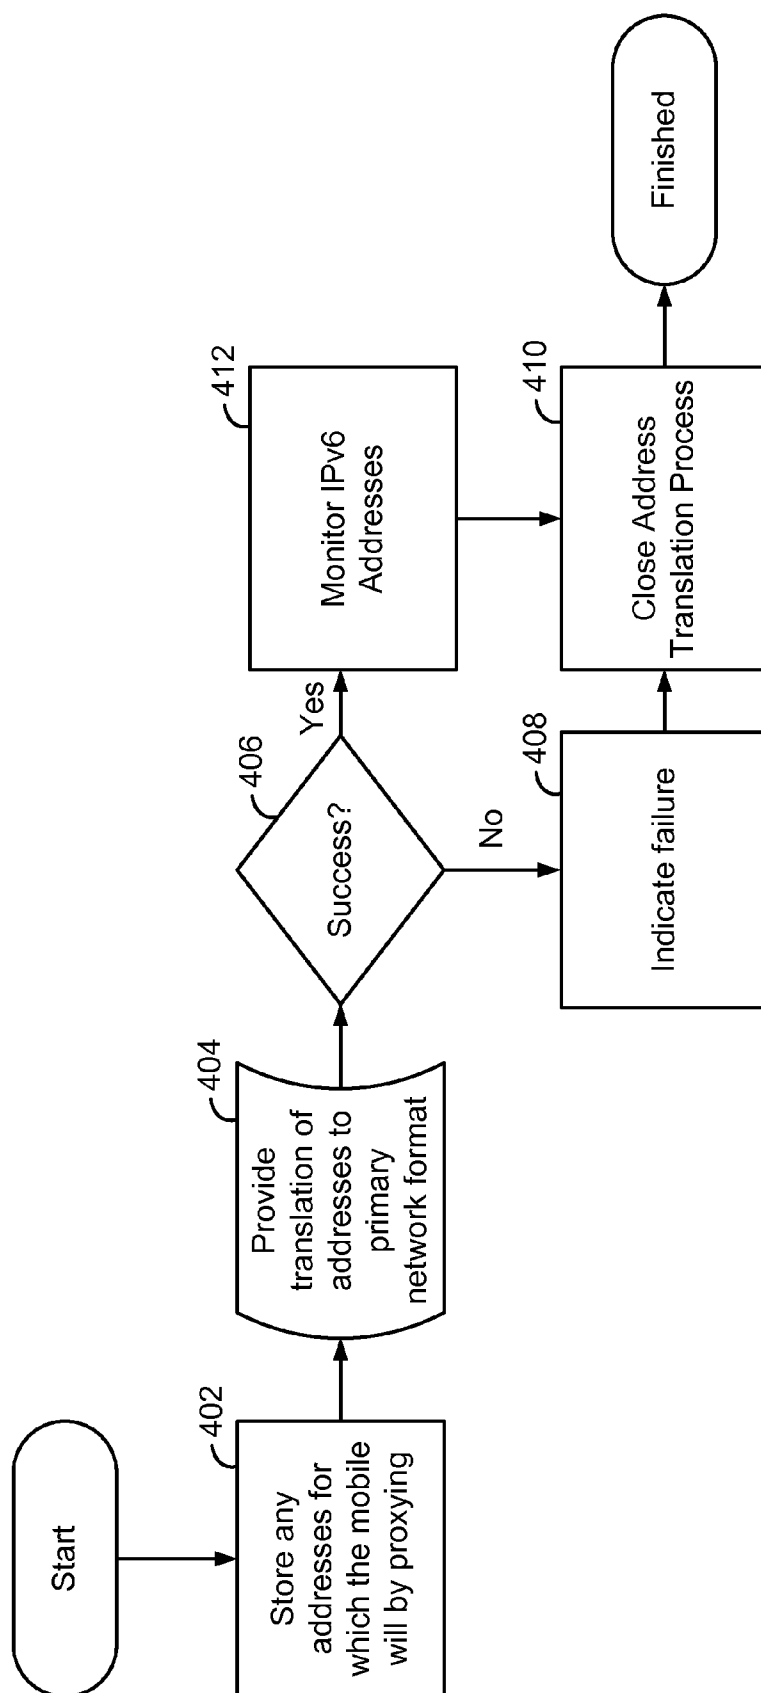 Start
402
Store any
addresses for
which the mobile
will by proxying
404
Provide
translation of
addresses to
primary
network format
406
Success?
Yes
No
412
Monitor IPv6
Addresses
408
Indicate failure
410
Close Address
Translation Process
Finished